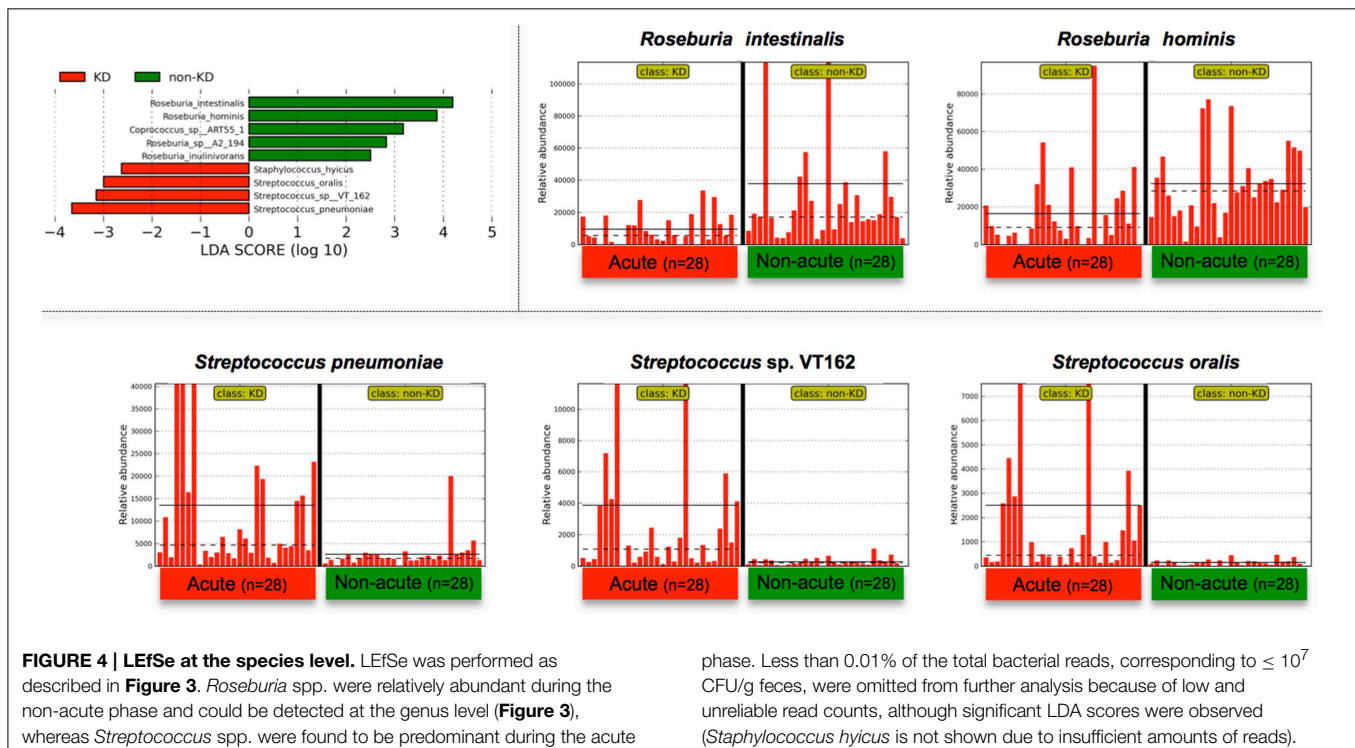 KD non-KD
Roseburia_intestinalis
Roseburia_hominis
Coprococcus_sp__ART55_1
Roseburia_sp__A2_194
Roseburia_inulinivorans
Staphylococcus_hyicus
Streptococcus_oralis
Streptococcus_sp__VT_162
Streptococcus_pneumoniae
−4 −3 −2 −1 0 1 2 3 4 5
LDA SCORE (log 10)
Roseburia intestinalis
class: KD class: non-KD
Relative abundance
100000
80000
60000
40000
20000
0
Acute (n=28) Non-acute (n=28)
Roseburia hominis
class: KD class: non-KD
Relative abundance
80000
60000
40000
20000
0
Acute (n=28) Non-acute (n=28)
Streptococcus pneumoniae
class: KD class: non-KD
Relative abundance
40000
35000
30000
25000
20000
15000
10000
5000
0
Acute (n=28) Non-acute (n=28)
Streptococcus sp. VT162
class: KD class: non-KD
Relative abundance
10000
8000
6000
4000
2000
0
Acute (n=28) Non-acute (n=28)
Streptococcus oralis
class: KD class: non-KD
Relative abundance
7000
6000
5000
4000
3000
2000
1000
0
Acute (n=28) Non-acute (n=28)
FIGURE 4 | LEfSe at the species level. LEfSe was performed as
described in Figure 3. Roseburia spp. were relatively abundant during the
non-acute phase and could be detected at the genus level (Figure 3),
whereas Streptococcus spp. were found to be predominant during the acute
phase. Less than 0.01% of the total bacterial reads, corresponding to ≤ 10⁷
CFU/g feces, were omitted from further analysis because of low and
unreliable read counts, although significant LDA scores were observed
(Staphylococcus hyicus is not shown due to insufficient amounts of reads).